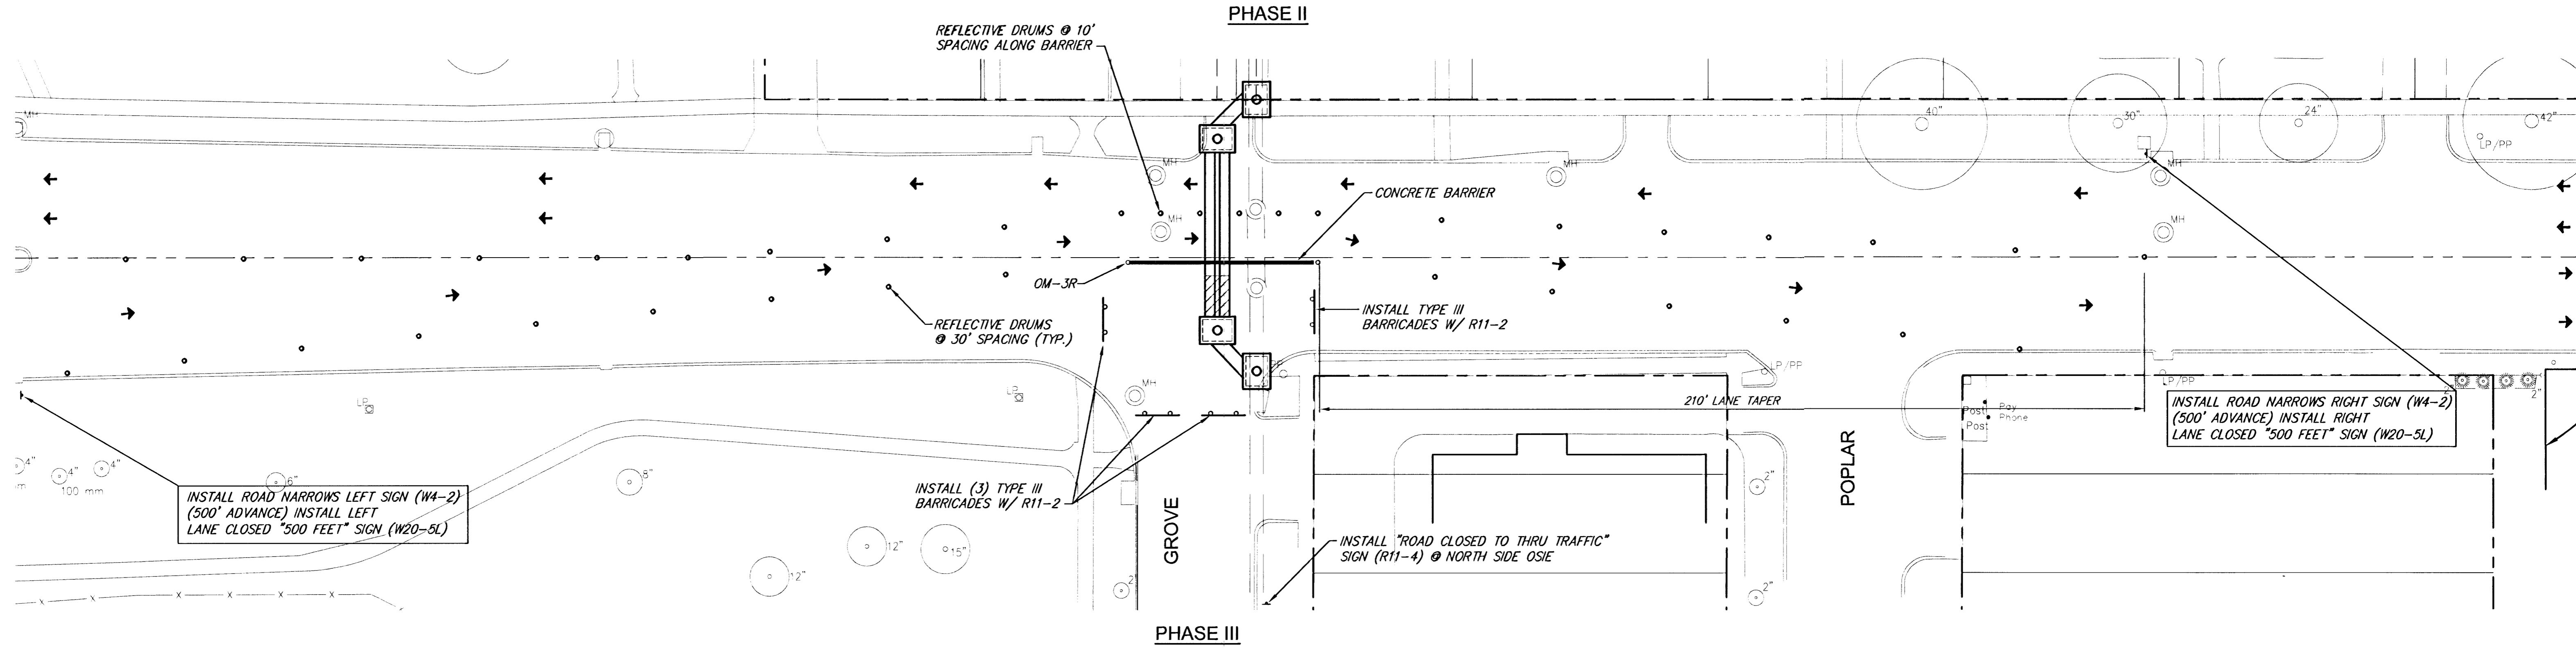 PHASE II
REFLECTIVE DRUMS @ 10'
SPACING ALONG BARRIER
40"
30"
24"
42"
LP/PP
MH
MH
MH
MH
MH
MH
CONCRETE BARRIER
OM-3R
REFLECTIVE DRUMS
@ 30' SPACING (TYP.)
INSTALL TYPE III
BARRICADES W/ R11-2
LP
LP
MH
LP/PP
LP/PP
210' LANE TAPER
Post
Post
Pay
Phone
2"
2"
INSTALL ROAD NARROWS RIGHT SIGN (W4-2)
(500' ADVANCE) INSTALL RIGHT
LANE CLOSED "500 FEET" SIGN (W20-5L)
4"
4"
4"
100 mm
6"
8"
INSTALL ROAD NARROWS LEFT SIGN (W4-2)
(500' ADVANCE) INSTALL LEFT
LANE CLOSED "500 FEET" SIGN (W20-5L)
INSTALL (3) TYPE III
BARRICADES W/ R11-2
GROVE
POPLAR
2"
INSTALL "ROAD CLOSED TO THRU TRAFFIC"
SIGN (R11-4) @ NORTH SIDE OSIE
12"
15"
12"
2"
2"
PHASE III